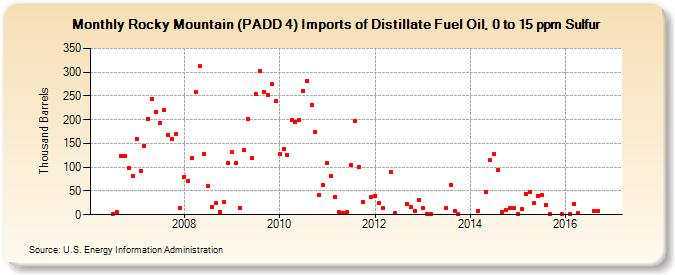 Monthly Rocky Mountain (PADD 4) Imports of Distillate Fuel Oil, 0 to 15 ppm Sulfur
Thousand Barrels
350
300
250
200
150
100
50
0
2008 2010 2012 2014 2016
Source: U.S. Energy Information Administration